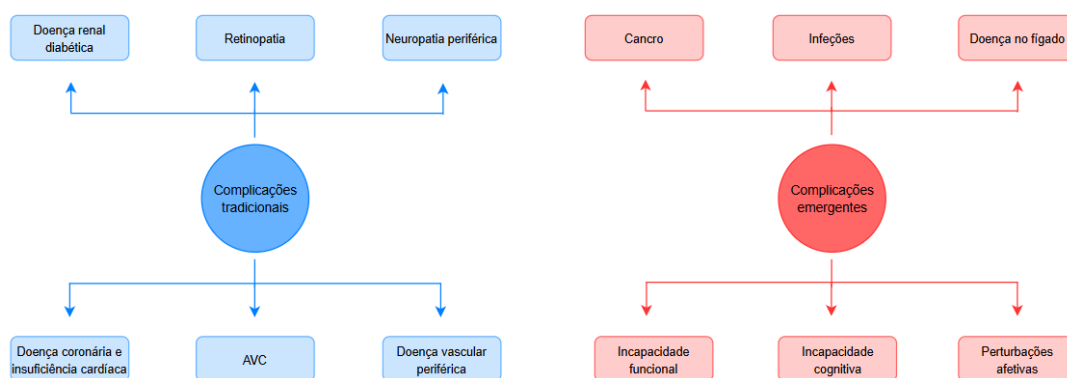 Doença renal
diabética
Retinopatia
Neuropatia periférica
Complicações
tradicionais
Doença coronária e
insuficiência cardíaca
AVC
Doença vascular
periférica
Cancro
Infeções
Doença no fígado
Complicações
emergentes
Incapacidade
funcional
Incapacidade
cognitiva
Perturbações
afetivas